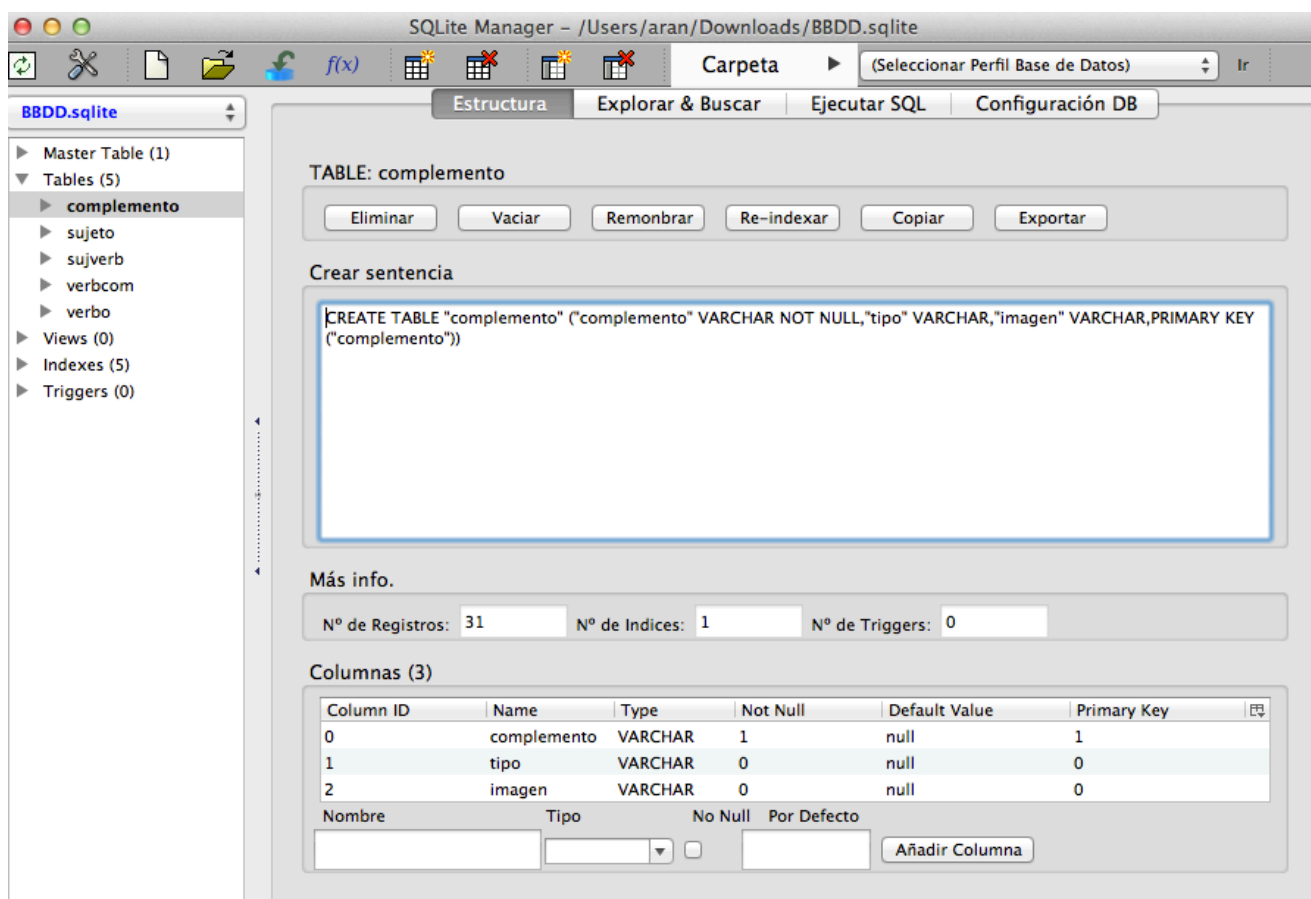 SQLite Manager – /Users/aran/Downloads/BBDD.sqlite
f(x) Carpeta (Seleccionar Perfil Base de Datos) Ir
BBDD.sqlite
Estructura Explorar & Buscar Ejecutar SQL Configuración DB
Master Table (1)
Tables (5)
complemento
sujeto
sujverb
verbcom
verbo
Views (0)
Indexes (5)
Triggers (0)
TABLE: complemento
Eliminar Vaciar Remonbrar Re-indexar Copiar Exportar
Crear sentencia
CREATE TABLE "complemento" ("complemento" VARCHAR NOT NULL,"tipo" VARCHAR,"imagen" VARCHAR,PRIMARY KEY
("complemento"))
Más info.
Nº de Registros: 31 Nº de Indices: 1 Nº de Triggers: 0
Columnas (3)
Column ID Name Type Not Null Default Value Primary Key
0 complemento VARCHAR 1 null 1
1 tipo VARCHAR 0 null 0
2 imagen VARCHAR 0 null 0
Nombre Tipo No Null Por Defecto
Añadir Columna